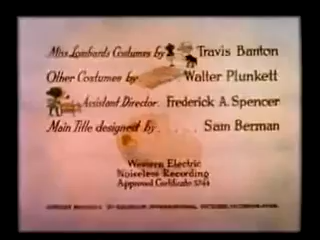 Miss Lombard's Costumes by Travis Banton
Other Costumes by Walter Plunkett
Assistant Director. Frederick A. Spencer
Main Title designed by..... Sam Berman
Western Electric
Noiseless Recording
Approved Certificate